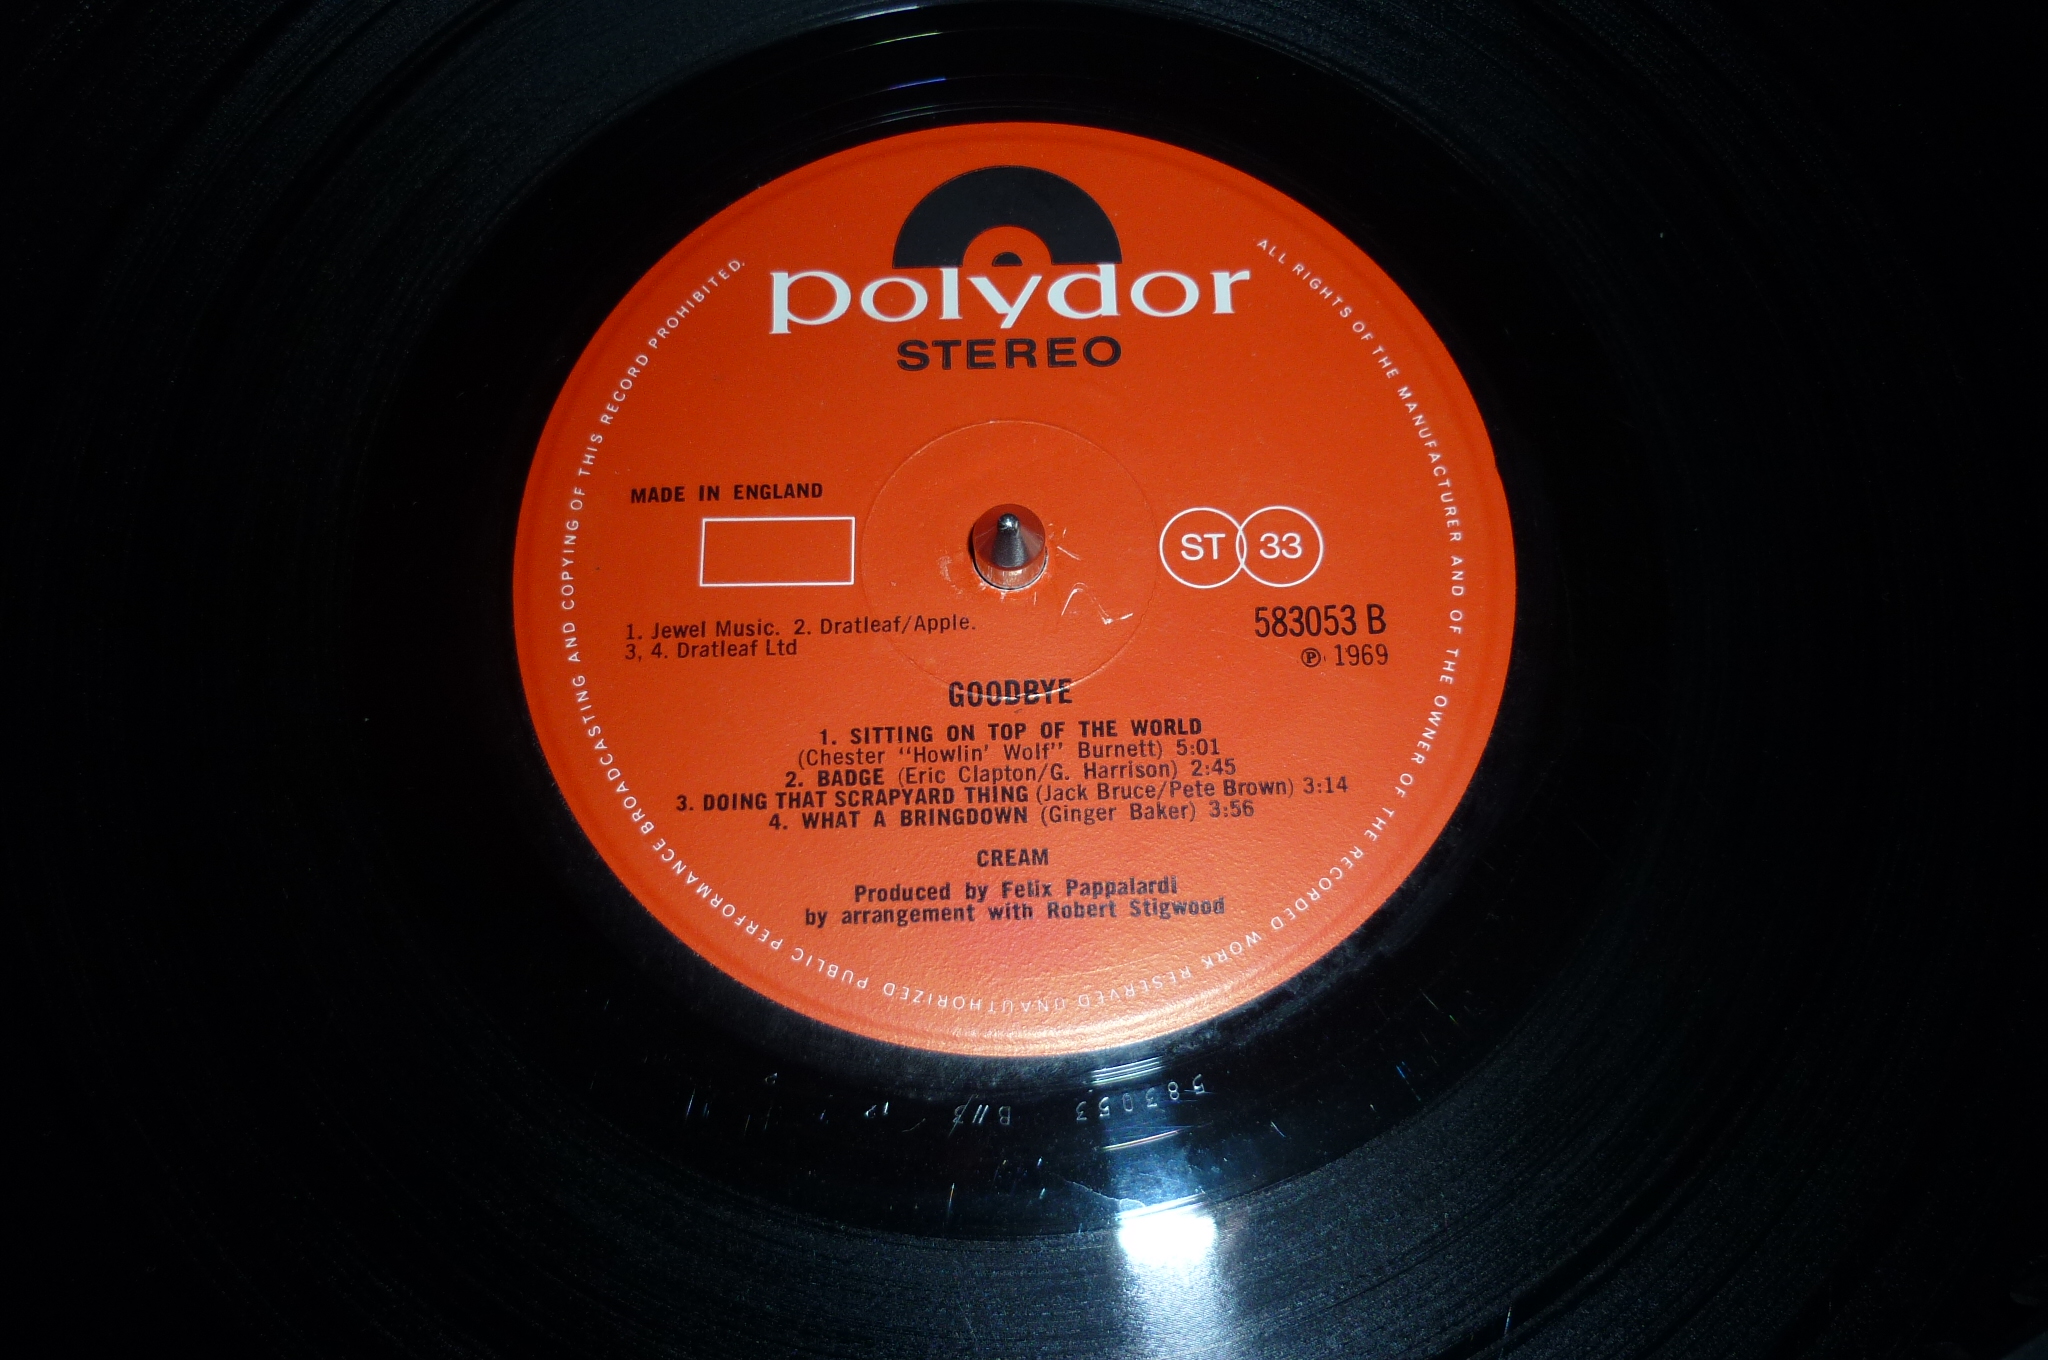 polydor
STEREO
ALL RIGHTS OF THE MANUFACTURER AND OF THE OWNER OF THE RECORDED WORK RESERVED UNAUTHORIZED PUBLIC PERFORMANCE BROADCASTING AND COPYING OF THIS RECORD PROHIBITED.
MADE IN ENGLAND
ST 33
583053 B
℗ 1969
1. Jewel Music. 2. Dratleaf/Apple.
3, 4. Dratleaf Ltd
GOODBYE
1. SITTING ON TOP OF THE WORLD
(Chester "Howlin' Wolf" Burnett) 5:01
2. BADGE (Eric Clapton/G. Harrison) 2:45
3. DOING THAT SCRAPYARD THING (Jack Bruce/Pete Brown) 3:14
4. WHAT A BRINGDOWN (Ginger Baker) 3:56
CREAM
Produced by Felix Pappalardi
by arrangement with Robert Stigwood
583053